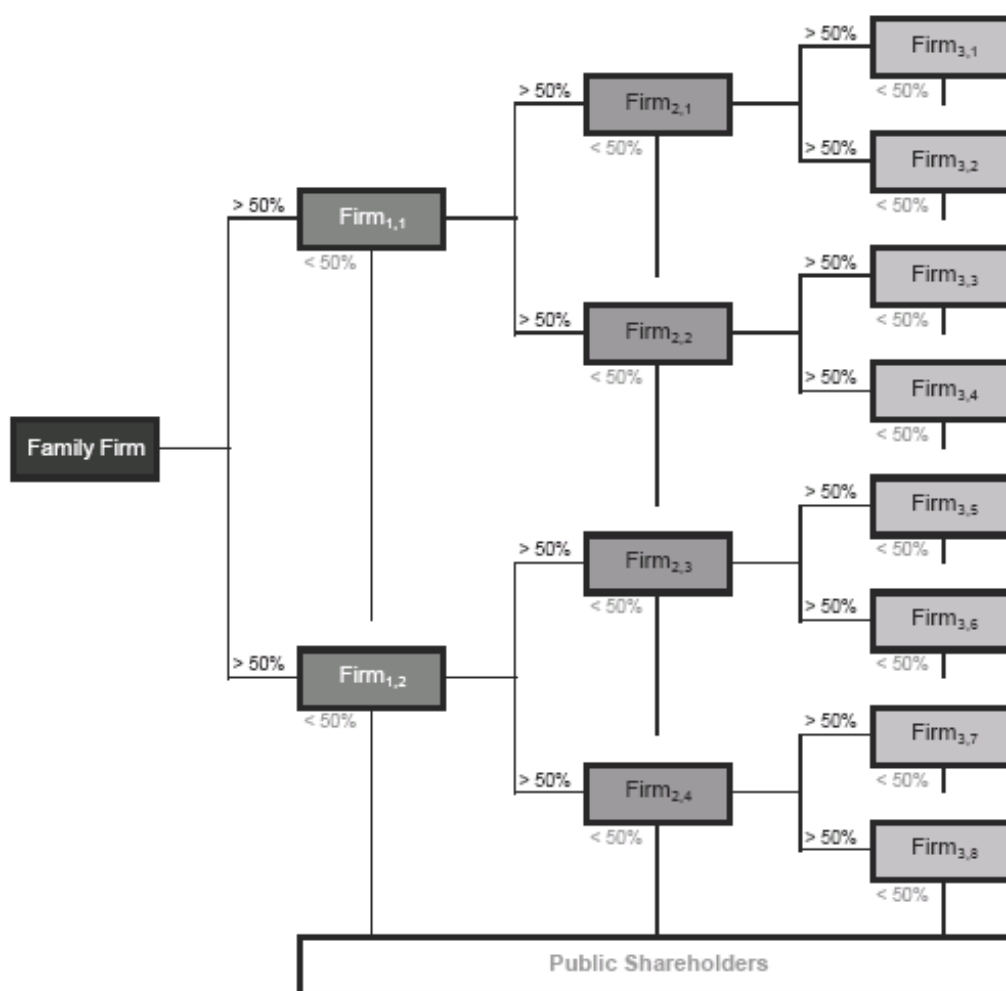 > 50%
Firm3,1
< 50%
> 50%
Firm2,1
< 50%
> 50%
Firm3,2
< 50%
> 50%
Firm1,1
< 50%
> 50%
Firm3,3
< 50%
> 50%
Firm2,2
< 50%
> 50%
Firm3,4
< 50%
Family Firm
> 50%
Firm3,5
< 50%
> 50%
Firm2,3
< 50%
> 50%
Firm3,6
< 50%
> 50%
Firm1,2
< 50%
> 50%
Firm3,7
< 50%
> 50%
Firm2,4
< 50%
> 50%
Firm3,8
< 50%
Public Shareholders